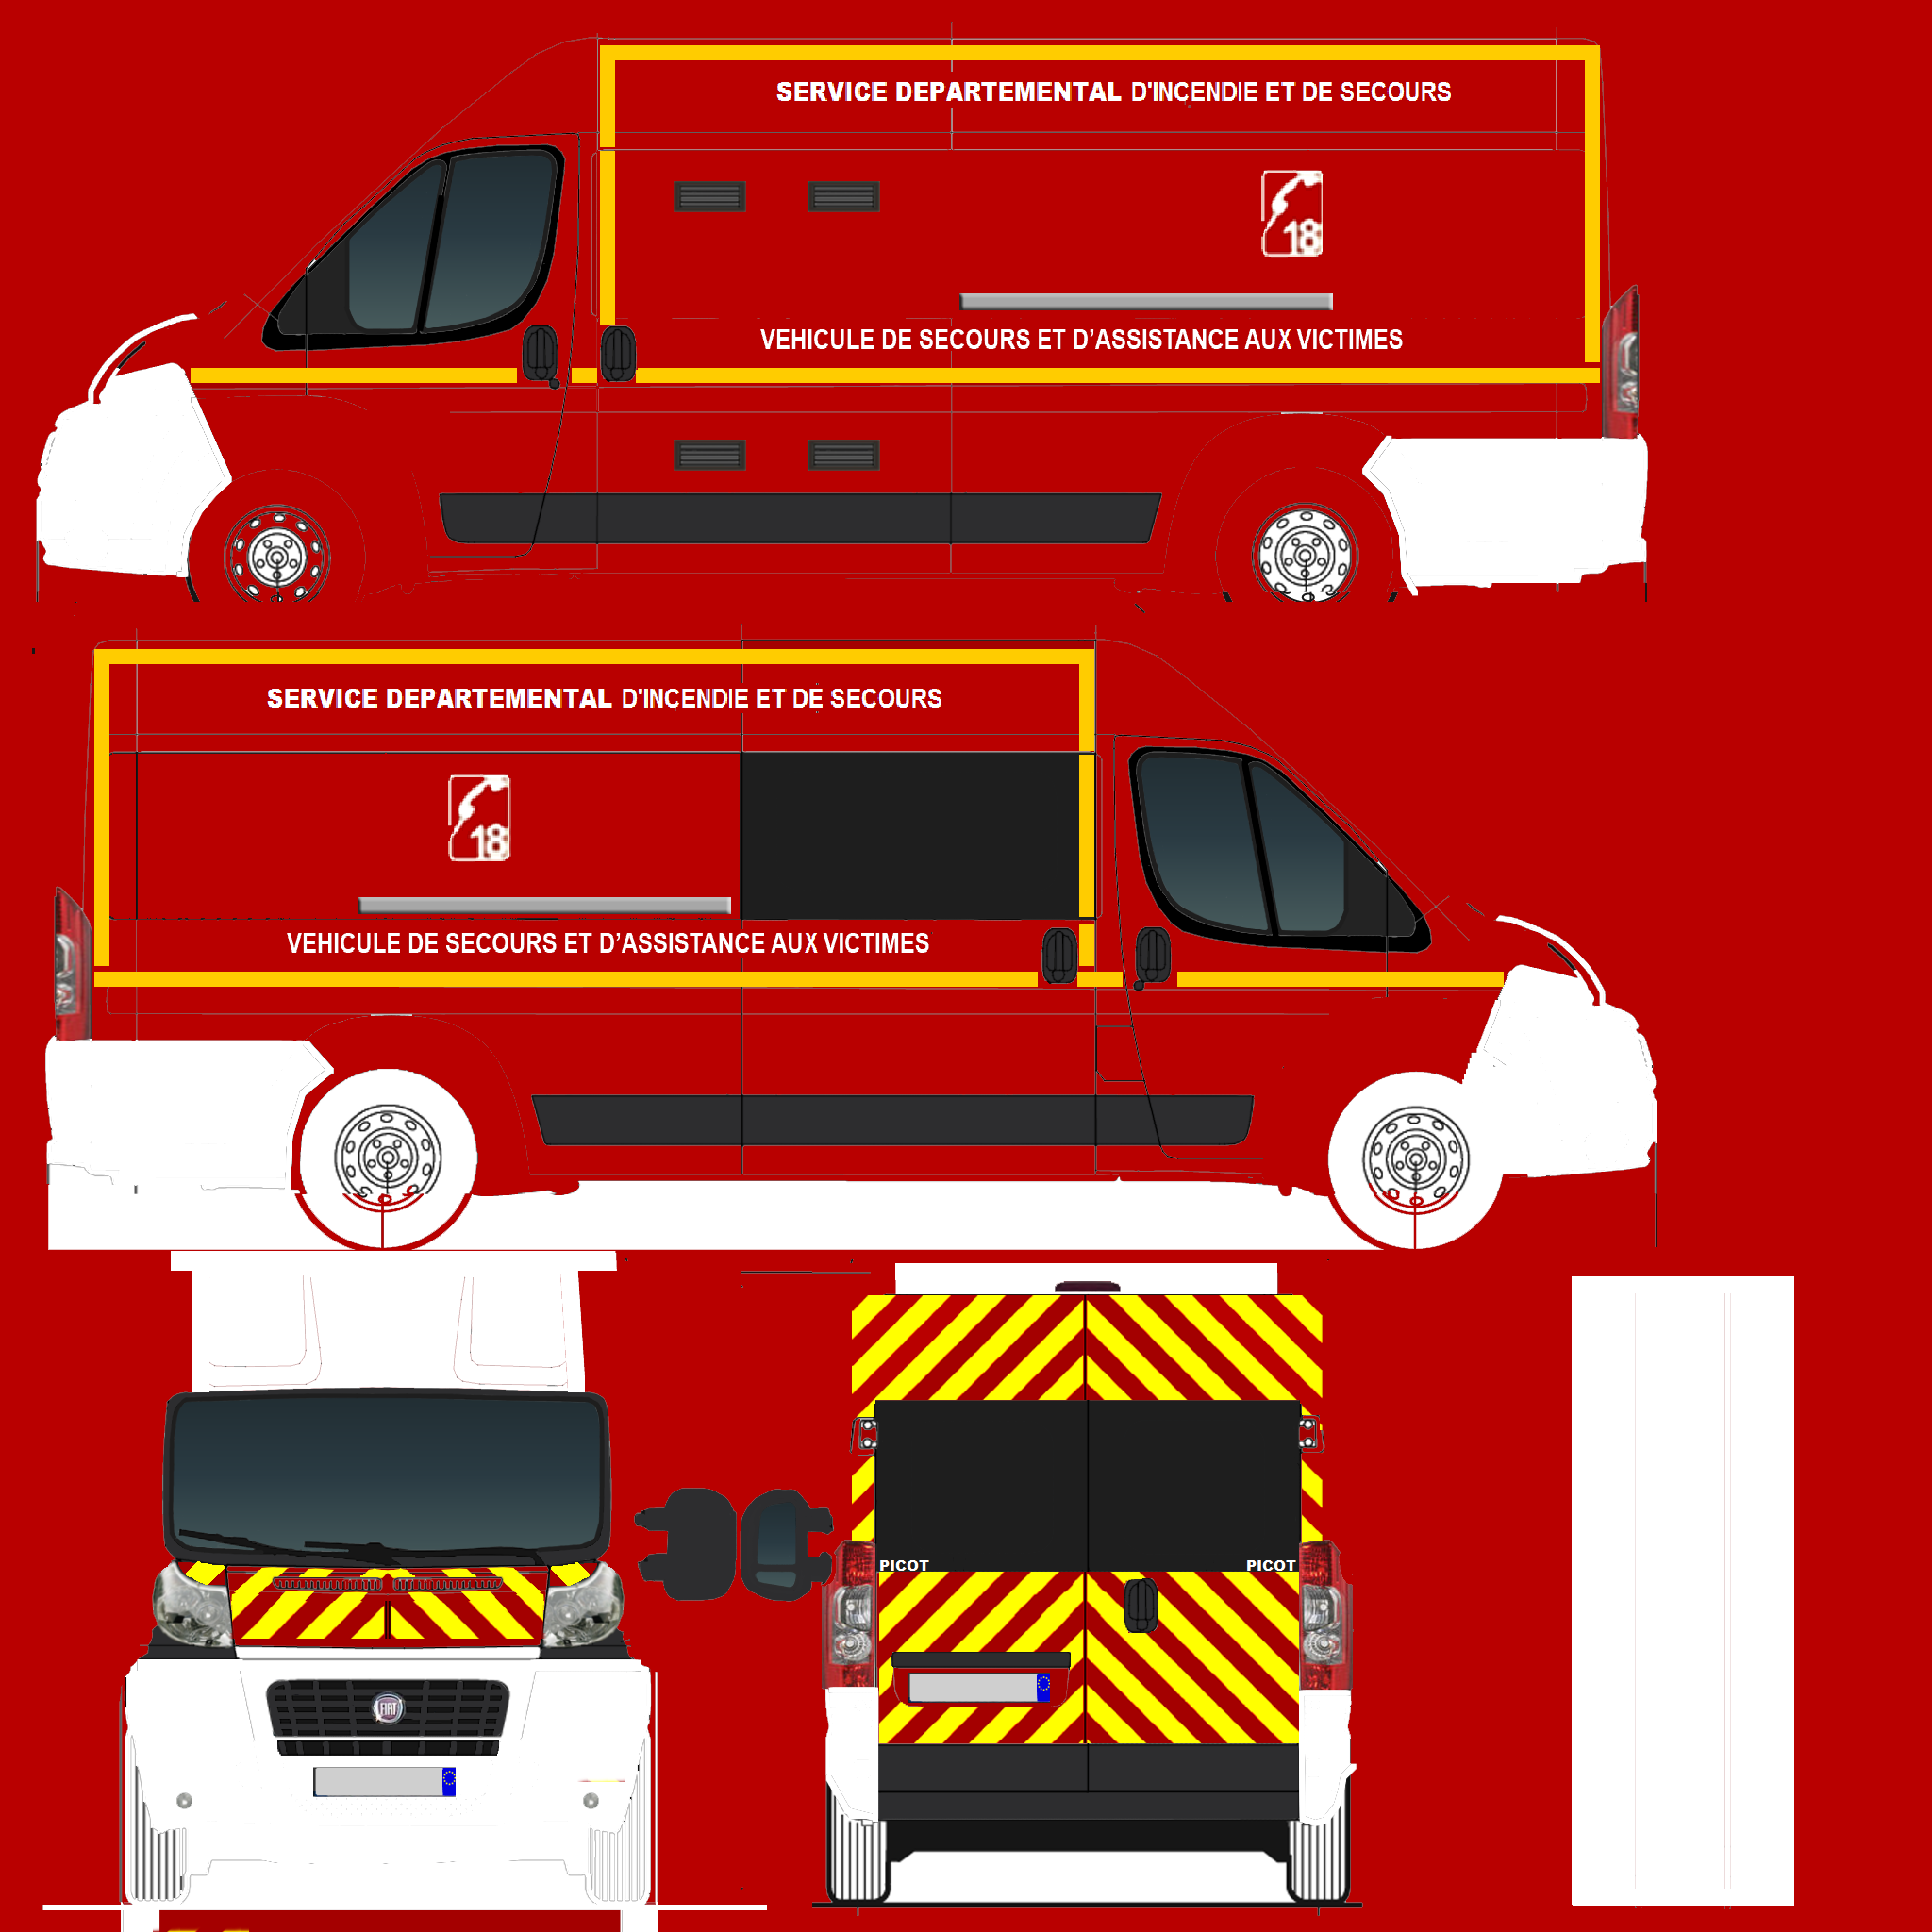 SERVICE DEPARTEMENTAL D'INCENDIE ET DE SECOURS
18
VEHICULE DE SECOURS ET D’ASSISTANCE AUX VICTIMES
SERVICE DEPARTEMENTAL D'INCENDIE ET DE SECOURS
18
VEHICULE DE SECOURS ET D’ASSISTANCE AUX VICTIMES
PICOT PICOT
FIAT